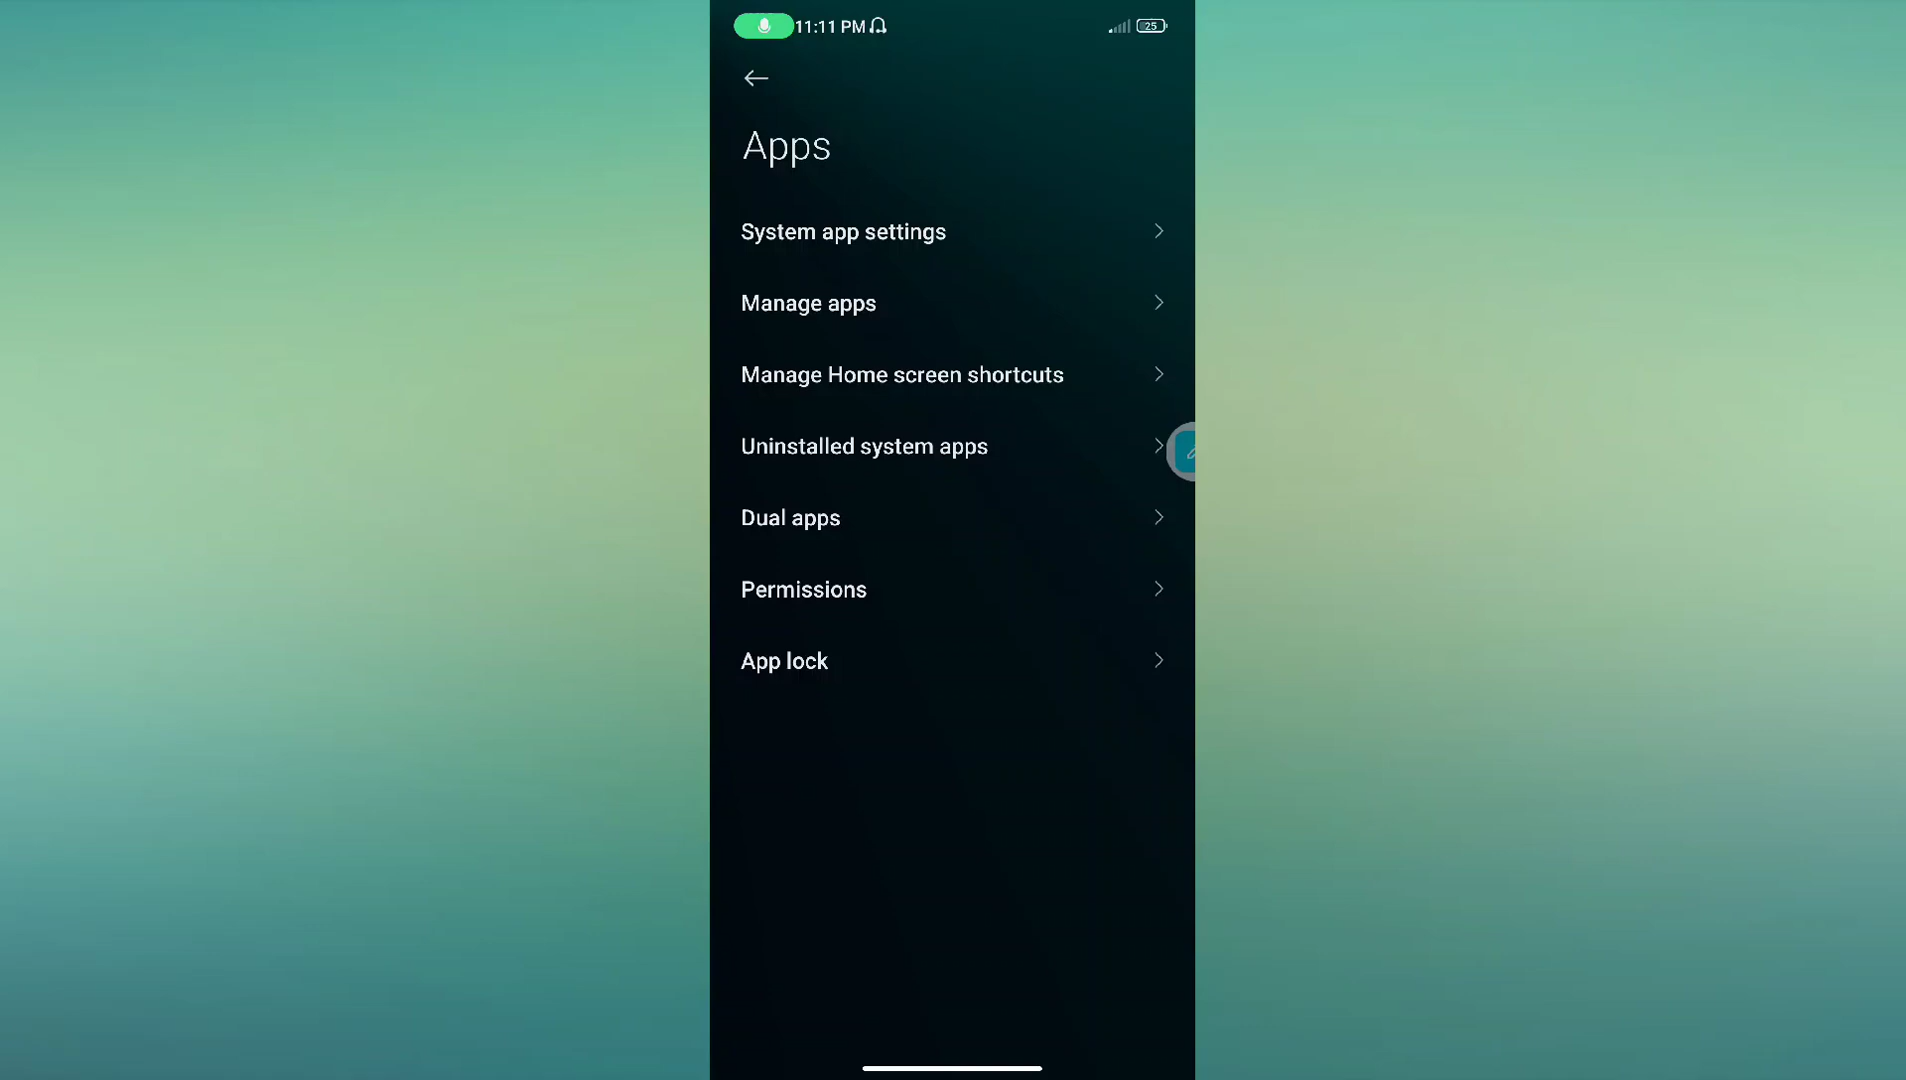 11:11 PM 25
Apps
System app settings
Manage apps
Manage Home screen shortcuts
Uninstalled system apps
Dual apps
Permissions
App lock